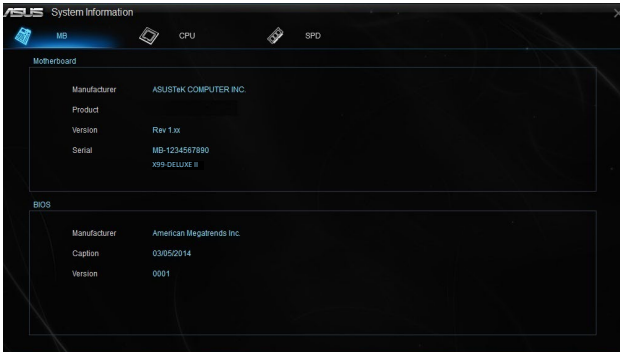 ASUS System Information
MB CPU SPD
Motherboard
Manufacturer ASUSTeK COMPUTER INC.
Product
Version Rev 1.xx
Serial MB-1234567890
X99-DELUXE II
BIOS
Manufacturer American Megatrends Inc.
Caption 03/05/2014
Version 0001